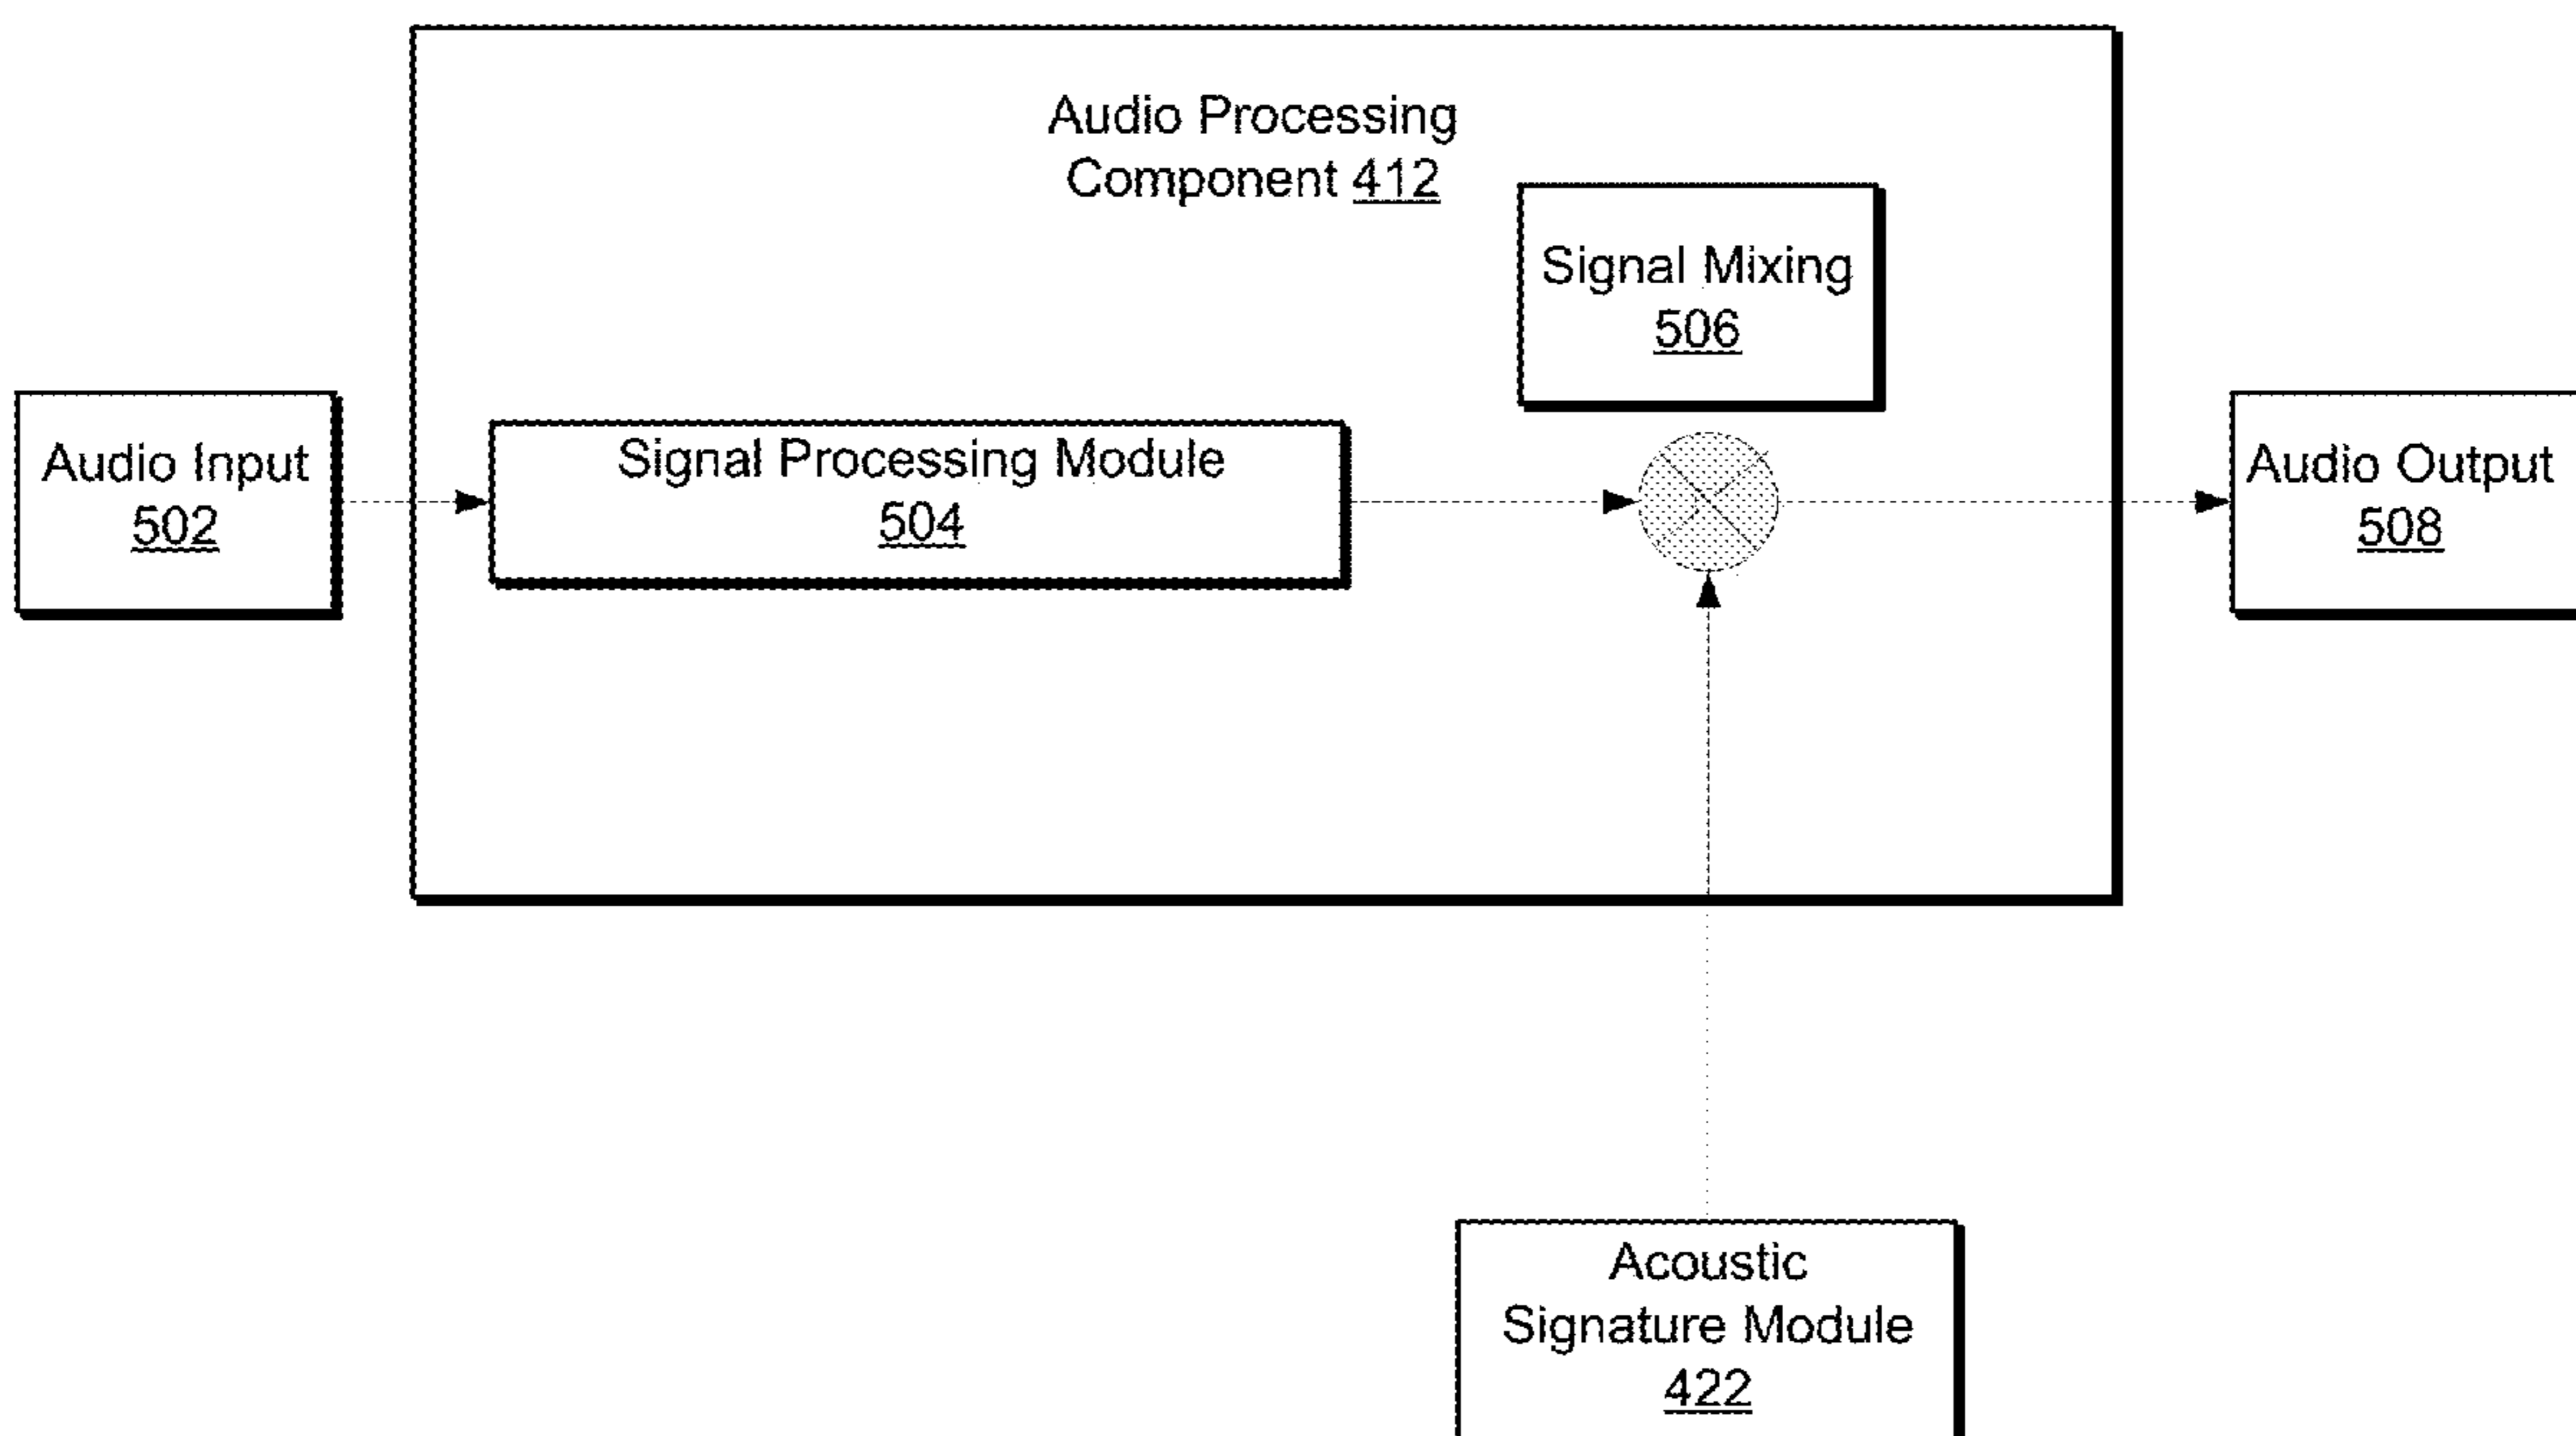 Audio Processing
Component 412
Signal Mixing
506
Audio Input
502
Signal Processing Module
504
Audio Output
508
Acoustic
Signature Module
422